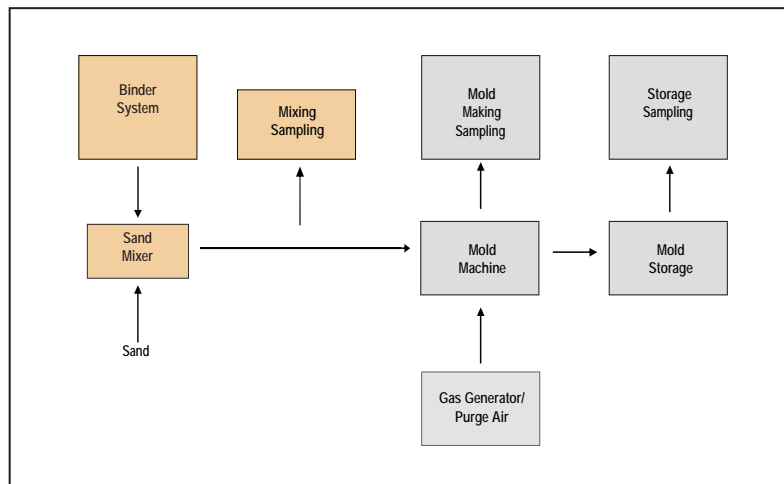 Binder
System
Mixing
Sampling
Mold
Making
Sampling
Storage
Sampling
Sand
Mixer
Mold
Machine
Mold
Storage
Sand
Gas Generator/
Purge Air